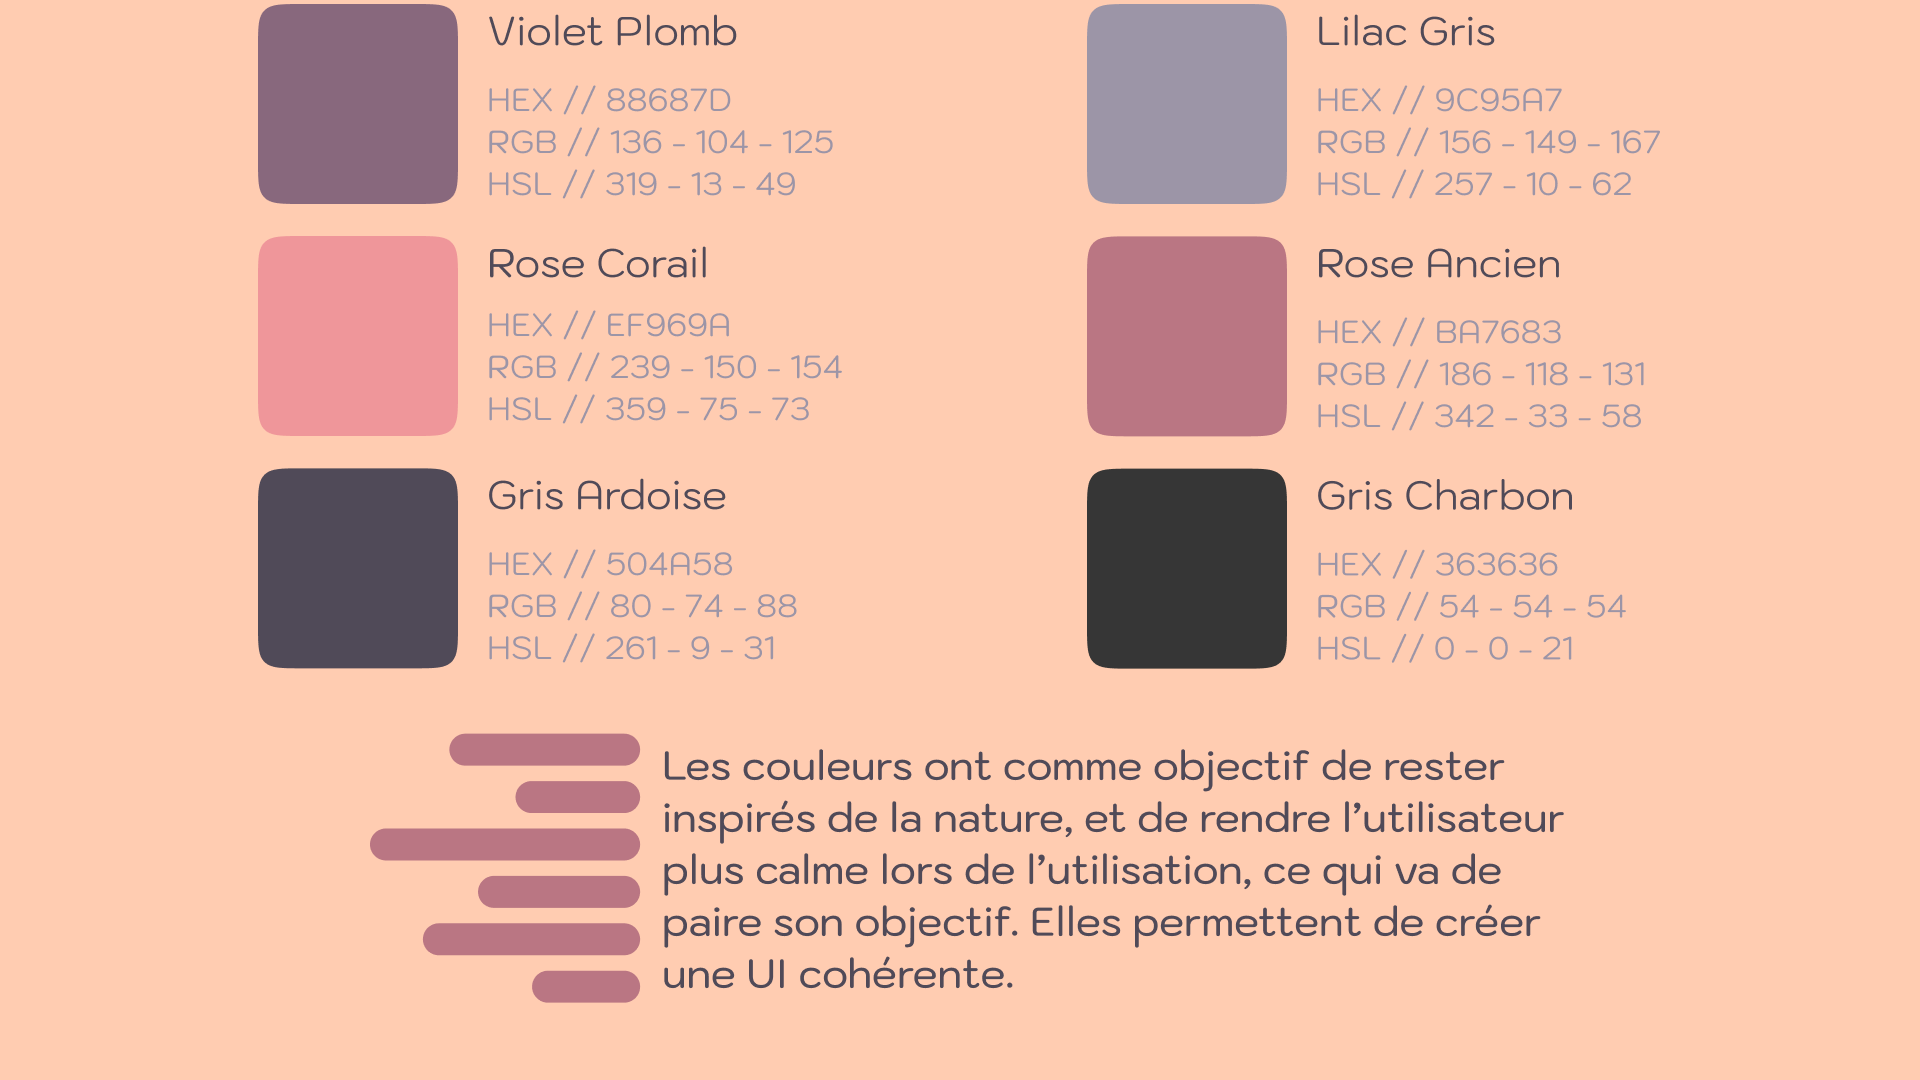 Violet Plomb
HEX // 88687D
RGB // 136 - 104 - 125
HSL // 319 - 13 - 49
Lilac Gris
HEX // 9C95A7
RGB // 156 - 149 - 167
HSL // 257 - 10 - 62
Rose Corail
HEX // EF969A
RGB // 239 - 150 - 154
HSL // 359 - 75 - 73
Rose Ancien
HEX // BA7683
RGB // 186 - 118 - 131
HSL // 342 - 33 - 58
Gris Ardoise
HEX // 504A58
RGB // 80 - 74 - 88
HSL // 261 - 9 - 31
Gris Charbon
HEX // 363636
RGB // 54 - 54 - 54
HSL // 0 - 0 - 21
Les couleurs ont comme objectif de rester
inspirés de la nature, et de rendre l’utilisateur
plus calme lors de l’utilisation, ce qui va de
paire son objectif. Elles permettent de créer
une UI cohérente.